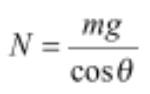 N = mg / cosθ